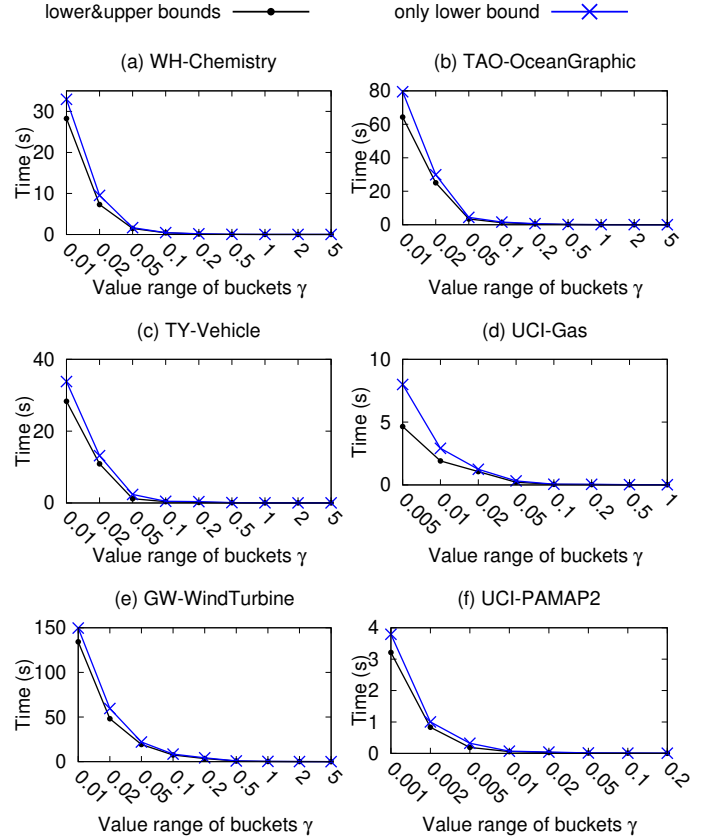 lower&upper bounds only lower bound
(a) WH-Chemistry
Time (s)
30
20
10
0
0.01 0.02 0.05 0.1 0.2 0.5 1 2 5
Value range of buckets γ
(b) TAO-OceanGraphic
Time (s)
80
60
40
20
0
0.01 0.02 0.05 0.1 0.2 0.5 1 2 5
Value range of buckets γ
(c) TY-Vehicle
Time (s)
40
20
0
0.01 0.02 0.05 0.1 0.2 0.5 1 2 5
Value range of buckets γ
(d) UCI-Gas
Time (s)
10
5
0
0.005 0.01 0.02 0.05 0.1 0.2 0.5 1
Value range of buckets γ
(e) GW-WindTurbine
Time (s)
150
100
50
0
0.01 0.02 0.05 0.1 0.2 0.5 1 2 5
Value range of buckets γ
(f) UCI-PAMAP2
Time (s)
4
3
2
1
0
0.001 0.002 0.005 0.01 0.02 0.05 0.1 0.2
Value range of buckets γ